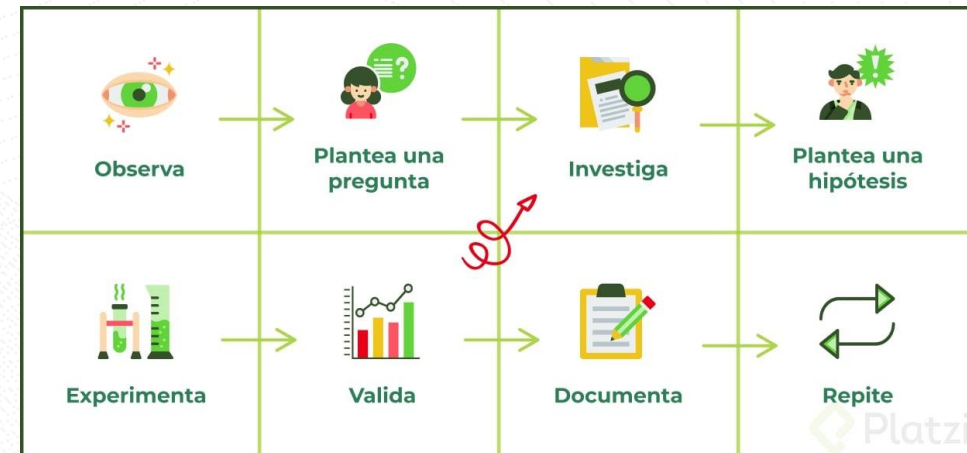 Observa
Plantea una
pregunta
Investiga
Plantea una
hipótesis
Experimenta
Valida
Documenta
Repite
Platzi